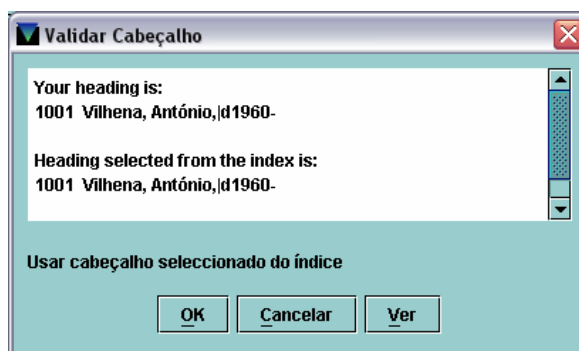 Validar Cabeçalho
Your heading is:
1001 Vilhena, António,|d1960-
Heading selected from the index is:
1001 Vilhena, António,|d1960-
Usar cabeçalho seleccionado do índice
OK Cancelar Ver